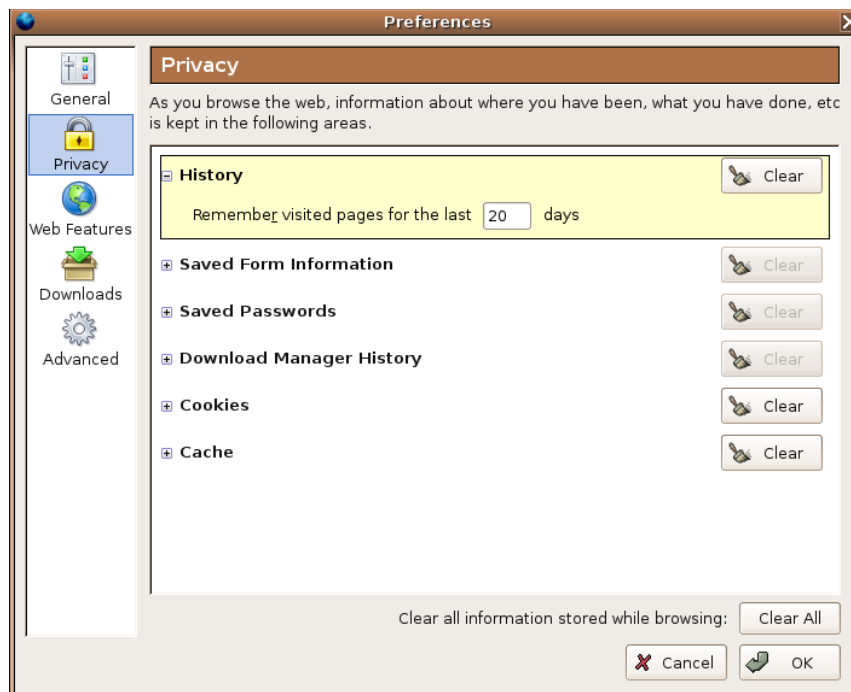 Preferences
General
Privacy
Web Features
Downloads
Advanced
Privacy
As you browse the web, information about where you have been, what you have done, etc
is kept in the following areas.
History Clear
Remember visited pages for the last 20 days
Saved Form Information Clear
Saved Passwords Clear
Download Manager History Clear
Cookies Clear
Cache Clear
Clear all information stored while browsing: Clear All
Cancel OK